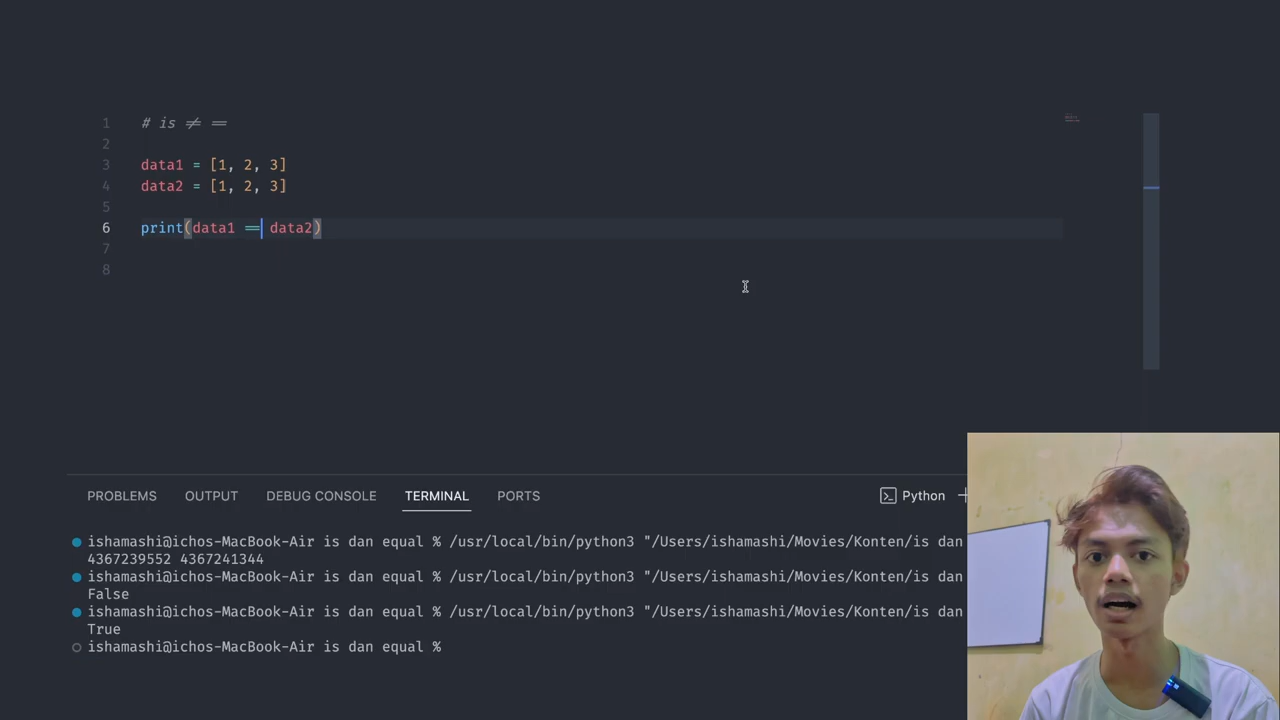 1 # is != ==
2
3 data1 = [1, 2, 3]
4 data2 = [1, 2, 3]
5
6 print(data1 == data2)
7
8
PROBLEMS OUTPUT DEBUG CONSOLE TERMINAL PORTS Python
ishamashi@ichos-MacBook-Air is dan equal % /usr/local/bin/python3 "/Users/ishamashi/Movies/Konten/is dan
4367239552 4367241344
ishamashi@ichos-MacBook-Air is dan equal % /usr/local/bin/python3 "/Users/ishamashi/Movies/Konten/is dan
False
ishamashi@ichos-MacBook-Air is dan equal % /usr/local/bin/python3 "/Users/ishamashi/Movies/Konten/is dan
True
ishamashi@ichos-MacBook-Air is dan equal %